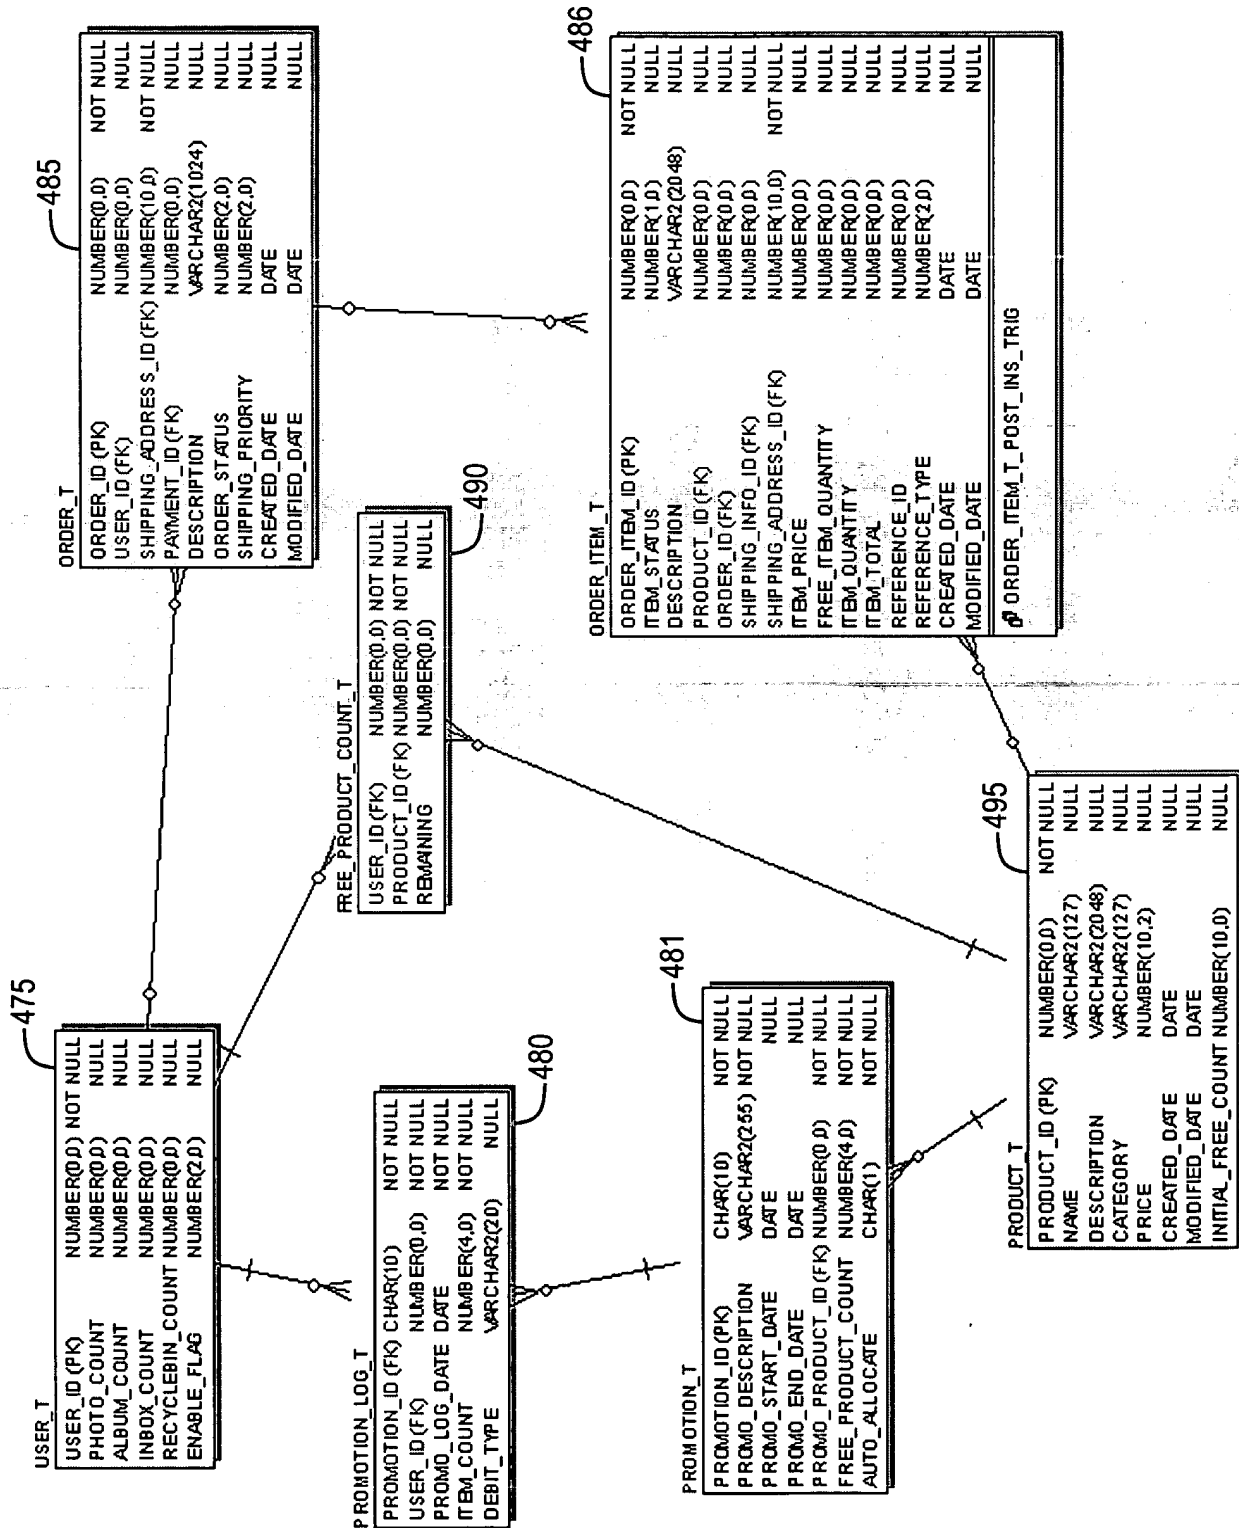 USER_T
475
USER_ID (PK) NUMBER(0,0) NOT NULL
PHOTO_COUNT NUMBER(0,0) NULL
ALBUM_COUNT NUMBER(0,0) NULL
INBOX_COUNT NUMBER(0,0) NULL
RECYCLEBIN_COUNT NUMBER(0,0) NULL
ENABLE_FLAG NUMBER(2,0) NULL
ORDER_T
485
ORDER_ID (PK) NUMBER(0,0) NOT NULL
USER_ID (FK) NUMBER(0,0) NULL
SHIPPING_ADDRESS_ID (FK) NUMBER(10,0) NOT NULL
PAYMENT_ID (FK) NUMBER(0,0) NULL
DESCRIPTION VARCHAR2(1024) NULL
ORDER_STATUS NUMBER(2,0) NULL
SHIPPING_PRIORITY NUMBER(2,0) NULL
CREATED_DATE DATE NULL
MODIFIED_DATE DATE NULL
PROMOTION_LOG_T
480
PROMOTION_ID (FK) CHAR(10) NOT NULL
USER_ID (FK) NUMBER(0,0) NOT NULL
PROMO_LOG_DATE DATE NOT NULL
ITEM_COUNT NUMBER(4,0) NOT NULL
DEBIT_TYPE VARCHAR2(20) NULL
FREE_PRODUCT_COUNT_T
490
USER_ID (FK) NUMBER(0,0) NOT NULL
PRODUCT_ID (FK) NUMBER(0,0) NOT NULL
REMAINING NUMBER(0,0) NULL
PROMOTION_T
481
PROMOTION_ID (PK) CHAR(10) NOT NULL
PROMO_DESCRIPTION VARCHAR2(255) NOT NULL
PROMO_START_DATE DATE NULL
PROMO_END_DATE DATE NULL
PROMO_PRODUCT_ID (FK) NUMBER(0,0) NOT NULL
FREE_PRODUCT_COUNT NUMBER(4,0) NOT NULL
AUTO_ALLOCATE CHAR(1) NOT NULL
ORDER_ITEM_T
486
ORDER_ITEM_ID (PK) NUMBER(0,0) NOT NULL
ITEM_STATUS NUMBER(1,0) NULL
DESCRIPTION VARCHAR2(2048) NULL
PRODUCT_ID (FK) NUMBER(0,0) NULL
ORDER_ID (FK) NUMBER(0,0) NULL
SHIPPING_INFO_ID (FK) NUMBER(0,0) NULL
SHIPPING_ADDRESS_ID (FK) NUMBER(10,0) NOT NULL
ITEM_PRICE NUMBER(0,0) NULL
FREE_ITEM_QUANTITY NUMBER(0,0) NULL
ITEM_QUANTITY NUMBER(0,0) NULL
ITEM_TOTAL NUMBER(0,0) NULL
REFERENCE_ID NUMBER(0,0) NULL
REFERENCE_TYPE NUMBER(2,0) NULL
CREATED_DATE DATE NULL
MODIFIED_DATE DATE NULL
ORDER_ITEM_T_POST_INS_TRIG
PRODUCT_T
495
PRODUCT_ID (PK) NUMBER(0,0) NOT NULL
NAME VARCHAR2(127) NULL
DESCRIPTION VARCHAR2(2048) NULL
CATEGORY VARCHAR2(127) NULL
PRICE NUMBER(10,2) NULL
CREATED_DATE DATE NULL
MODIFIED_DATE DATE NULL
INITIAL_FREE_COUNT NUMBER(10,0) NULL